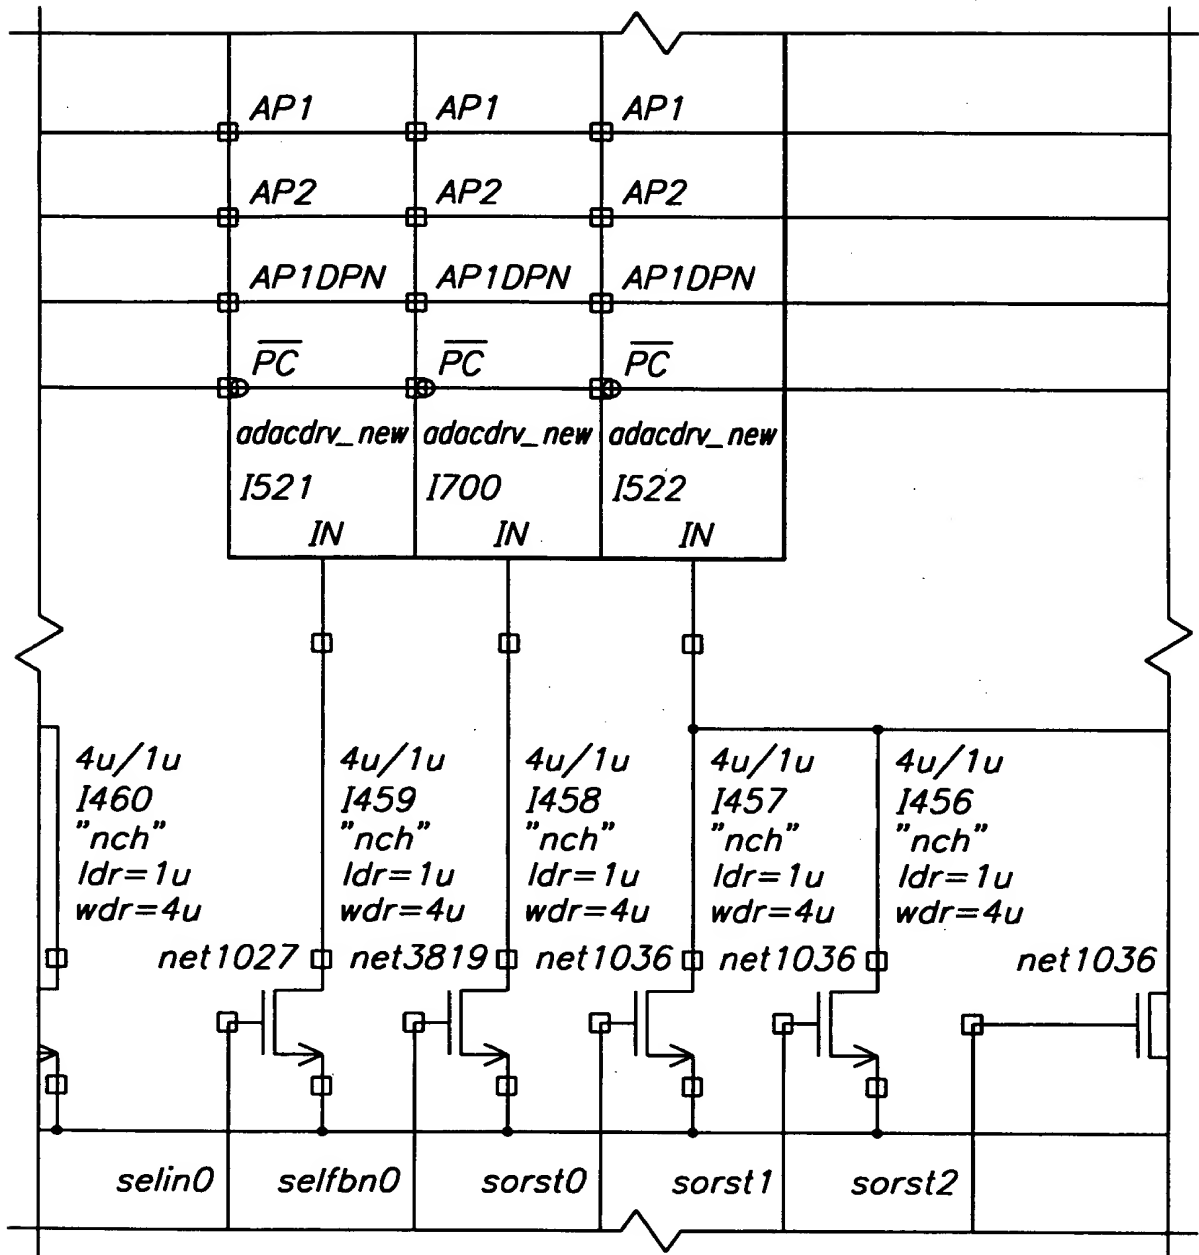 AP1 AP1 AP1
AP2 AP2 AP2
AP1DPN AP1DPN AP1DPN
P̅C̅ P̅C̅ P̅C̅
adacdrv_new adacdrv_new adacdrv_new
I521 I700 I522
IN IN IN
4u/1u 4u/1u 4u/1u 4u/1u 4u/1u
I460 I459 I458 I457 I456
"nch" "nch" "nch" "nch" "nch"
ldr=1u ldr=1u ldr=1u ldr=1u ldr=1u
wdr=4u wdr=4u wdr=4u wdr=4u wdr=4u
net1027 net3819 net1036 net1036 net1036
selin0 selfbn0 sorst0 sorst1 sorst2